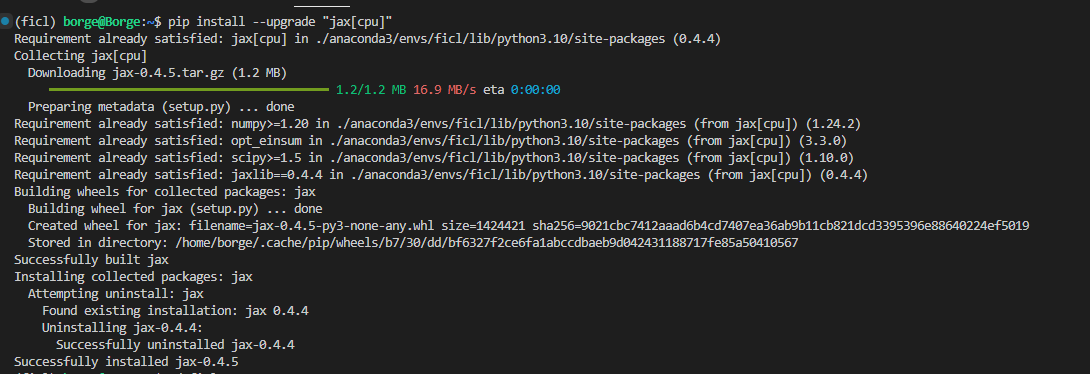 (ficl) borge@Borge:~$ pip install --upgrade "jax[cpu]"
Requirement already satisfied: jax[cpu] in ./anaconda3/envs/ficl/lib/python3.10/site-packages (0.4.4)
Collecting jax[cpu]
  Downloading jax-0.4.5.tar.gz (1.2 MB)
1.2/1.2 MB 16.9 MB/s eta 0:00:00
  Preparing metadata (setup.py) ... done
Requirement already satisfied: numpy>=1.20 in ./anaconda3/envs/ficl/lib/python3.10/site-packages (from jax[cpu]) (1.24.2)
Requirement already satisfied: opt_einsum in ./anaconda3/envs/ficl/lib/python3.10/site-packages (from jax[cpu]) (3.3.0)
Requirement already satisfied: scipy>=1.5 in ./anaconda3/envs/ficl/lib/python3.10/site-packages (from jax[cpu]) (1.10.0)
Requirement already satisfied: jaxlib==0.4.4 in ./anaconda3/envs/ficl/lib/python3.10/site-packages (from jax[cpu]) (0.4.4)
Building wheels for collected packages: jax
  Building wheel for jax (setup.py) ... done
  Created wheel for jax: filename=jax-0.4.5-py3-none-any.whl size=1424421 sha256=9021cbc7412aaad6b4cd7407ea36ab9b11cb821dcd3395396e88640224ef5019
  Stored in directory: /home/borge/.cache/pip/wheels/b7/30/dd/bf6327f2ce6fa1abccdbaeb9d042431188717fe85a50410567
Successfully built jax
Installing collected packages: jax
  Attempting uninstall: jax
    Found existing installation: jax 0.4.4
    Uninstalling jax-0.4.4:
      Successfully uninstalled jax-0.4.4
Successfully installed jax-0.4.5